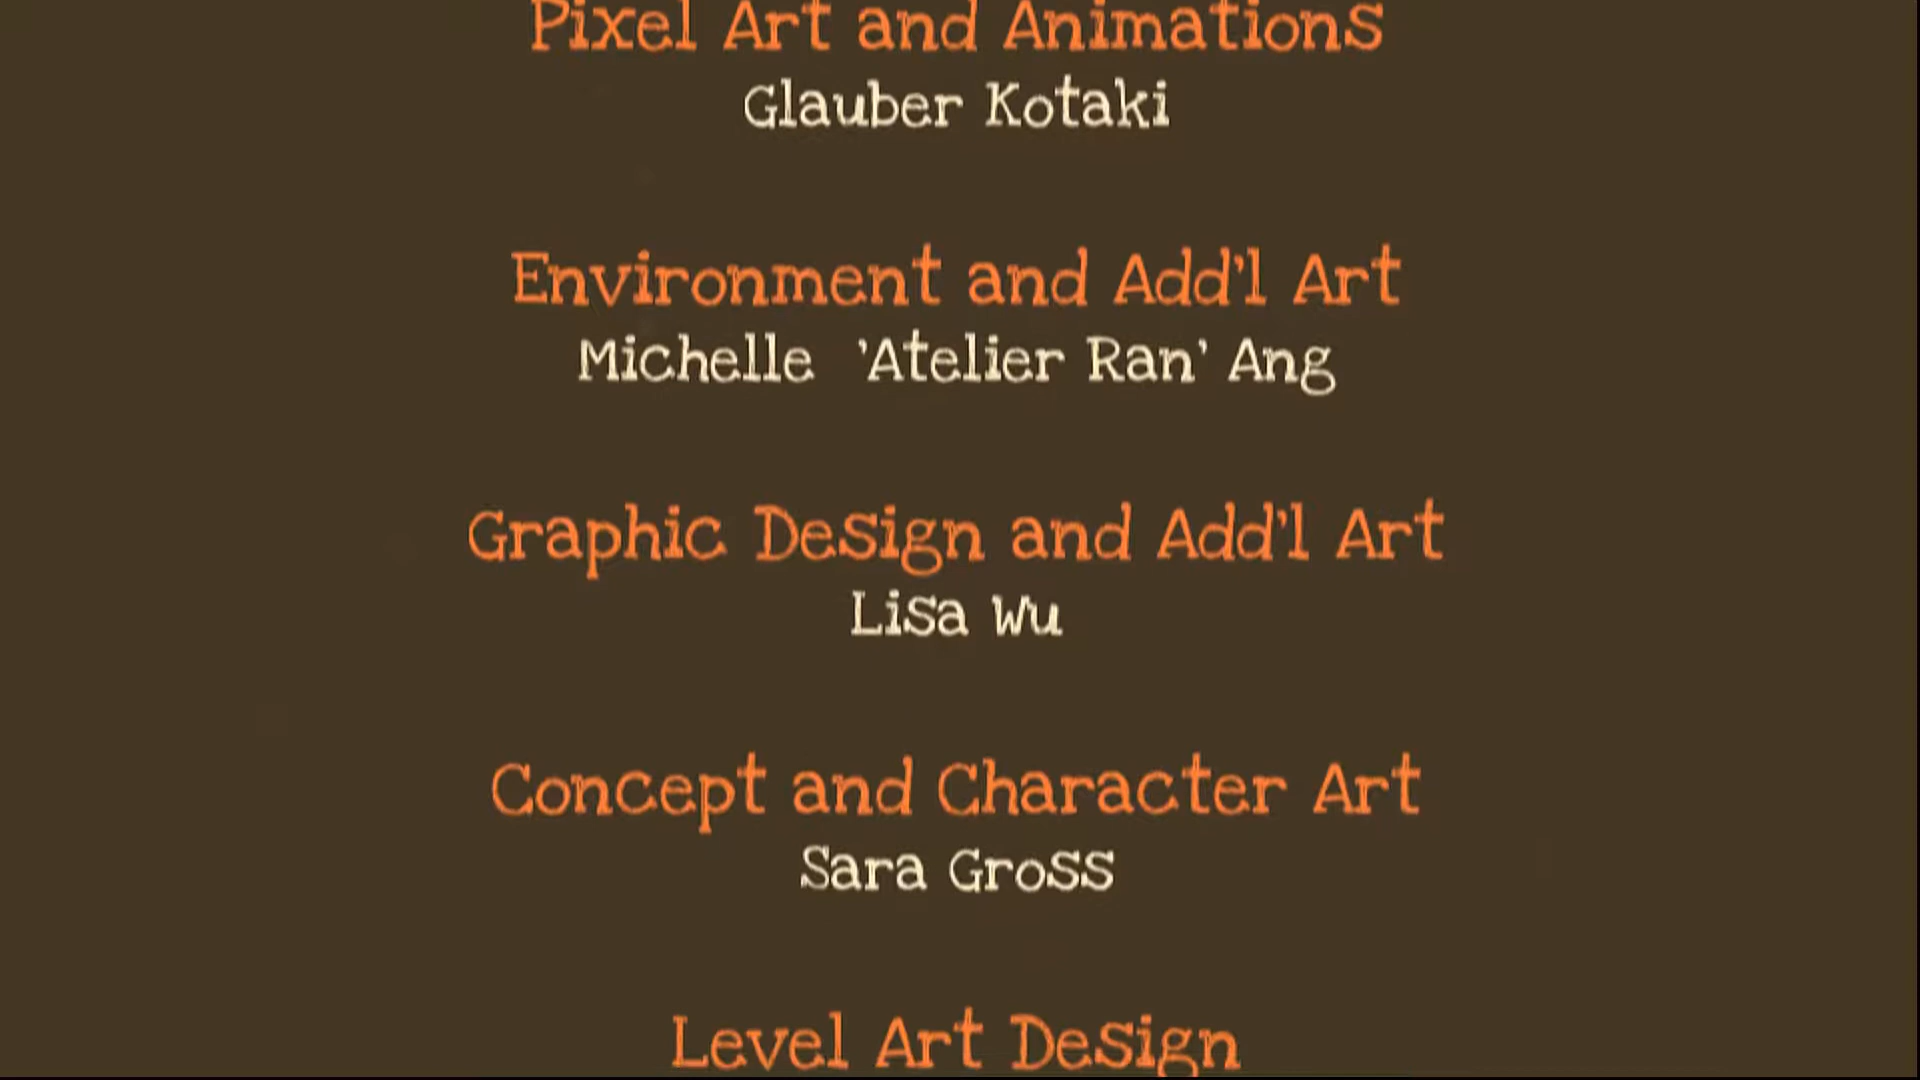 Pixel Art and Animations
Glauber Kotaki
Environment and Add'l Art
Michelle 'Atelier Ran' Ang
Graphic Design and Add'l Art
Lisa Wu
Concept and Character Art
Sara Gross
Level Art Design